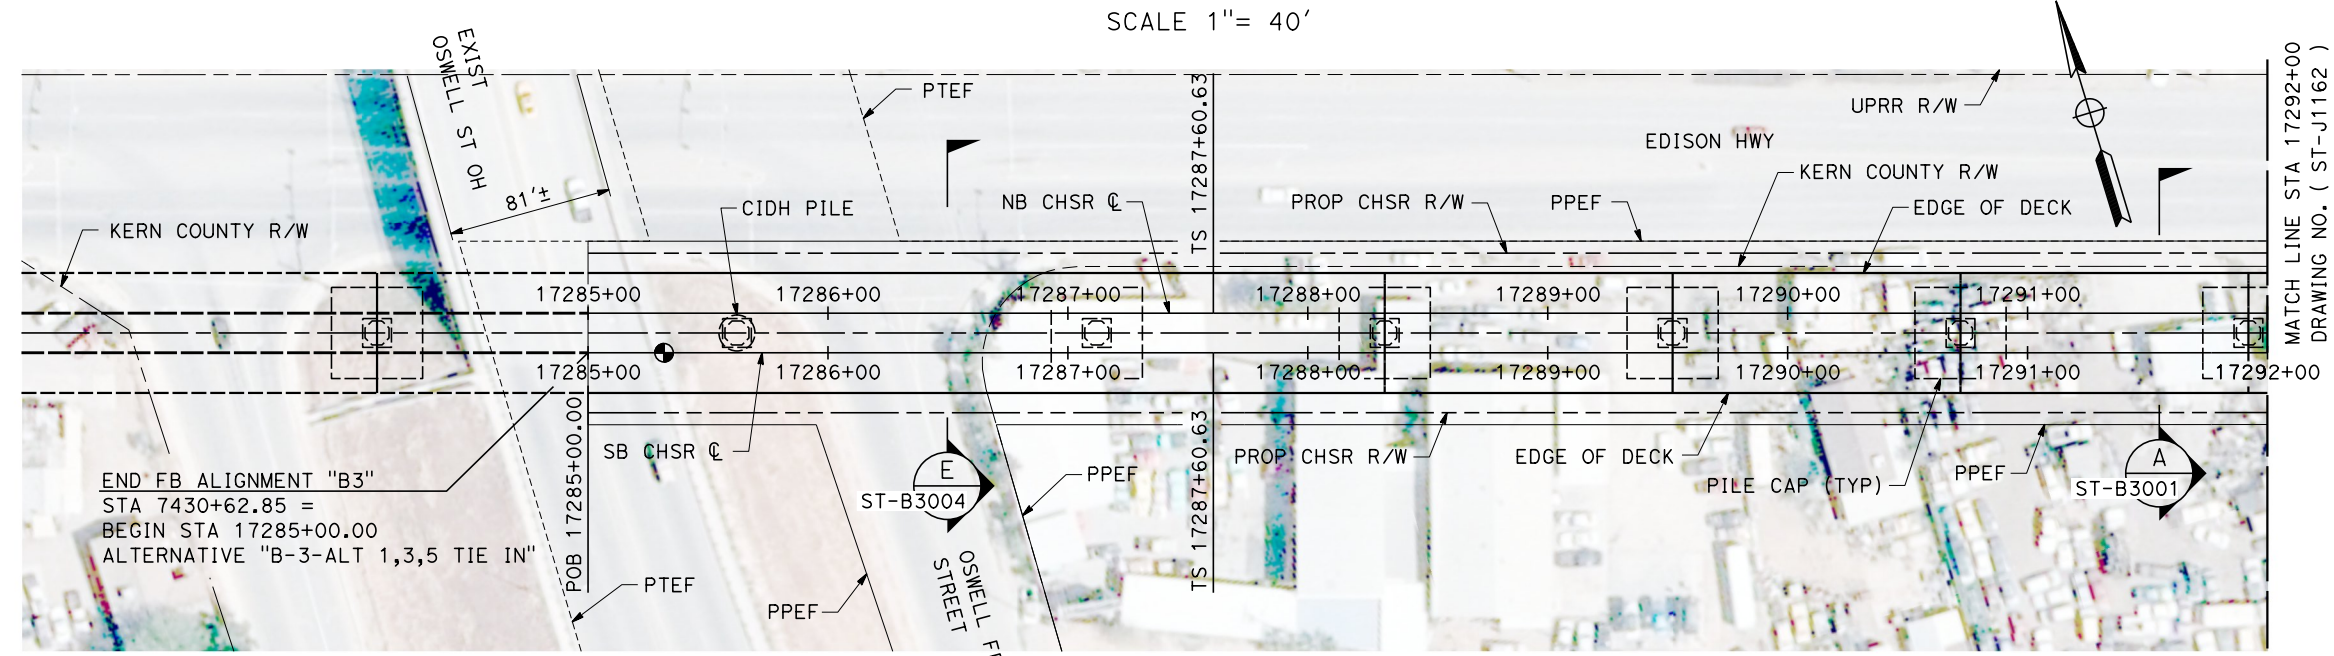 SCALE 1"= 40'
EXIST
OSWELL ST OH
81'±
PTEF
TS 17287+60.63
UPRR R/W
EDISON HWY
MATCH LINE STA 17292+00
DRAWING NO. ( ST-J1162 )
KERN COUNTY R/W
CIDH PILE
NB CHSR ℄
PROP CHSR R/W
PPEF
KERN COUNTY R/W
EDGE OF DECK
17285+00
17286+00
17287+00
17288+00
17289+00
17290+00
17291+00
17285+00
17286+00
17287+00
17288+00
17289+00
17290+00
17291+00
17292+00
END FB ALIGNMENT "B3"
STA 7430+62.85 =
BEGIN STA 17285+00.00
ALTERNATIVE "B-3-ALT 1,3,5 TIE IN"
POB 17285+00.00
SB CHSR ℄
PTEF
PPEF
E
ST-B3004
OSWELL
STREET
PPEF
TS 17287+60.63
PROP CHSR R/W
EDGE OF DECK
PILE CAP (TYP)
PPEF
A
ST-B3001